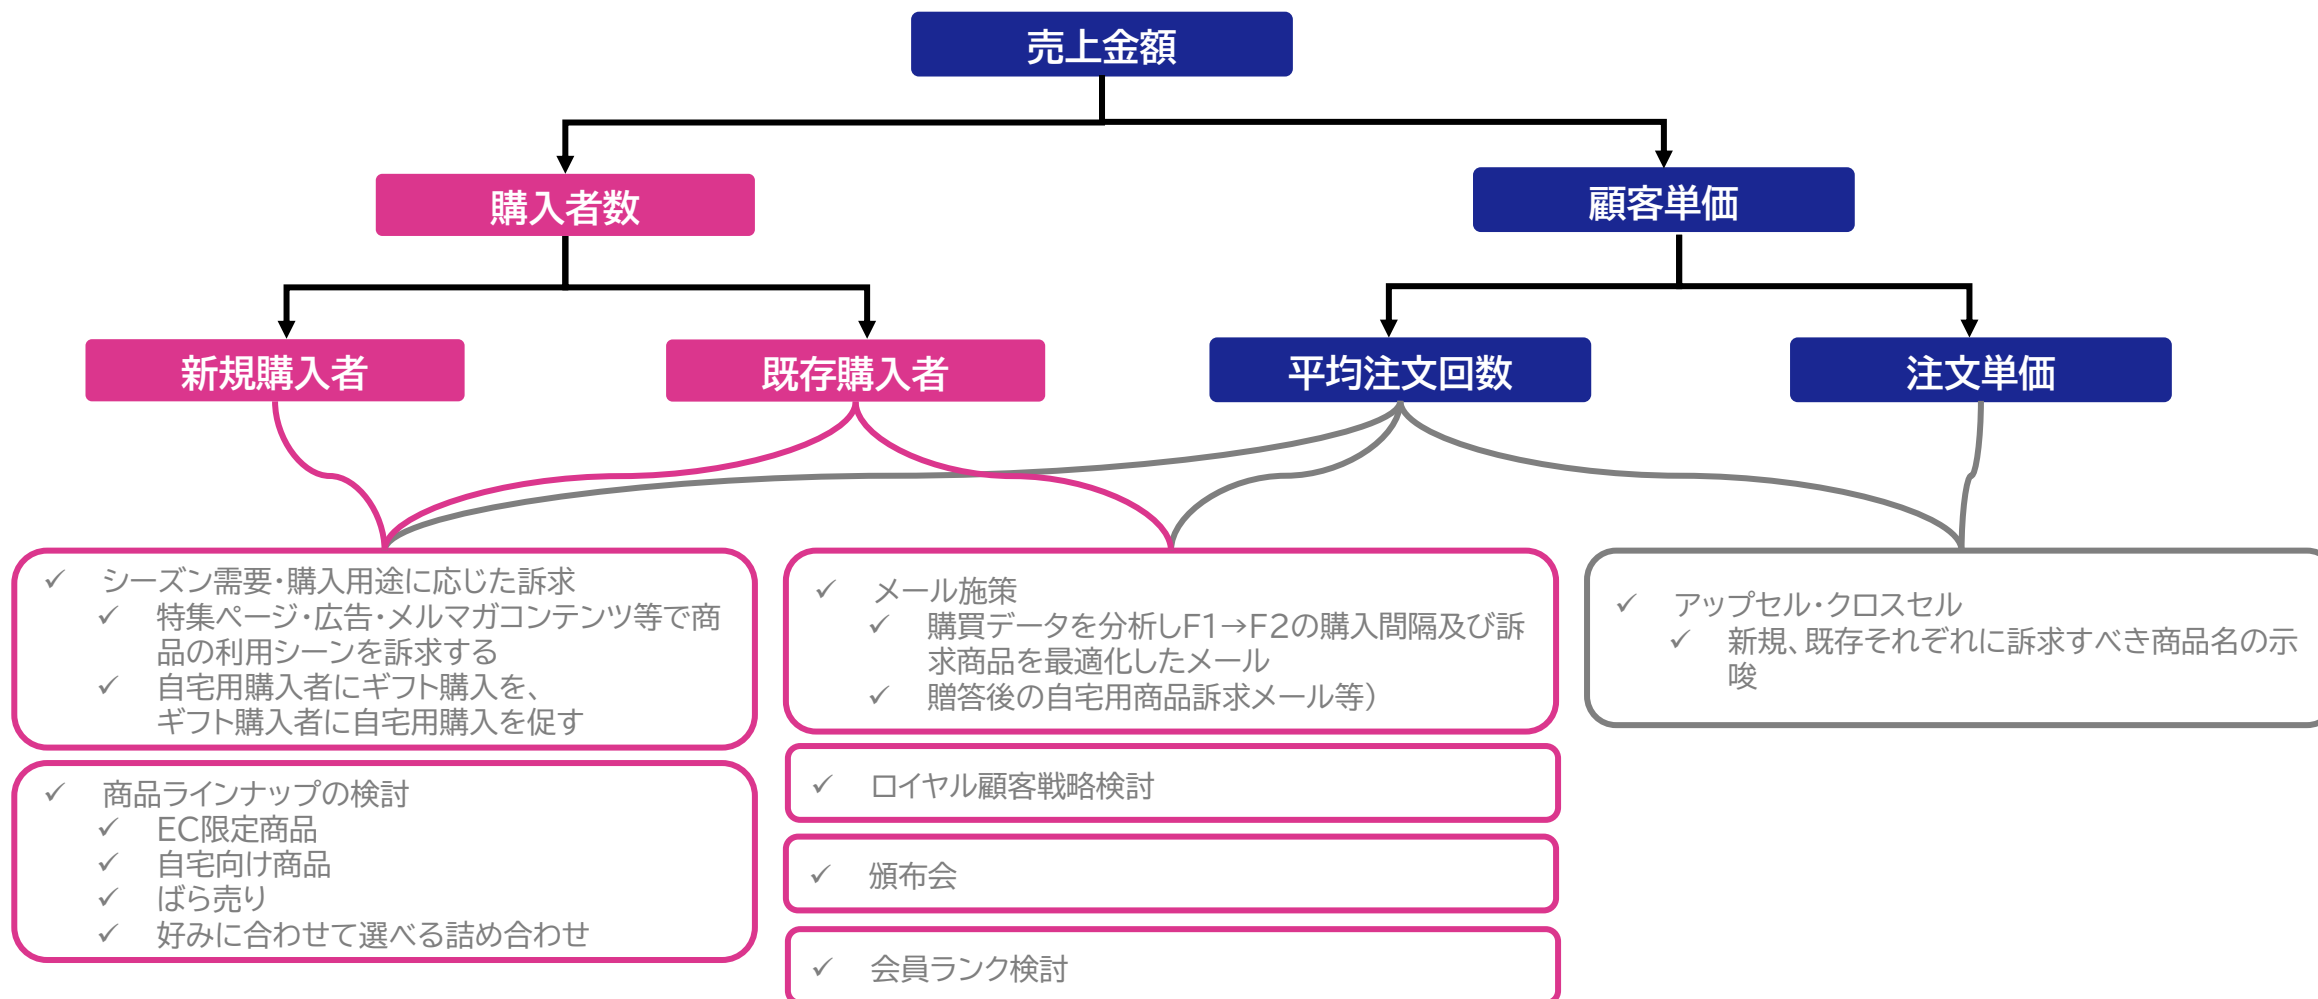 売上金額
購入者数
顧客単価
新規購入者
既存購入者
平均注文回数
注文単価
✓ シーズン需要・購入用途に応じた訴求
✓ 特集ページ・広告・メルマガコンテンツ等で商
品の利用シーンを訴求する
✓ 自宅用購入者にギフト購入を、
ギフト購入者に自宅用購入を促す
✓ 商品ラインナップの検討
✓ EC限定商品
✓ 自宅向け商品
✓ ばら売り
✓ 好みに合わせて選べる詰め合わせ
✓ メール施策
✓ 購買データを分析しF1→F2の購入間隔及び訴
求商品を最適化したメール
✓ 贈答後の自宅用商品訴求メール等）
✓ ロイヤル顧客戦略検討
✓ 頒布会
✓ 会員ランク検討
✓ アップセル・クロスセル
✓ 新規、既存それぞれに訴求すべき商品名の示
唆